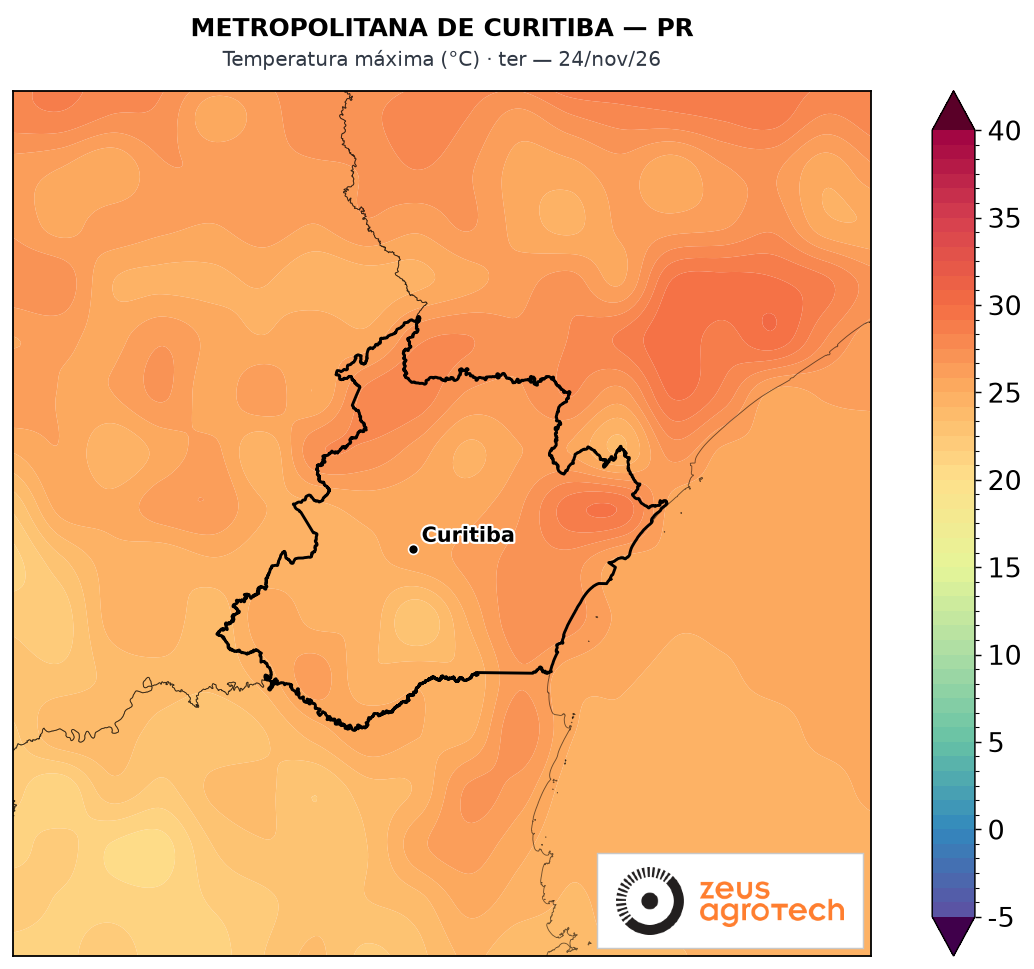 METROPOLITANA DE CURITIBA — PR
Temperatura máxima (°C) · ter — 24/nov/26
40
35
30
25
20
15
10
5
0
-5
Curitiba
zeus
agrotech